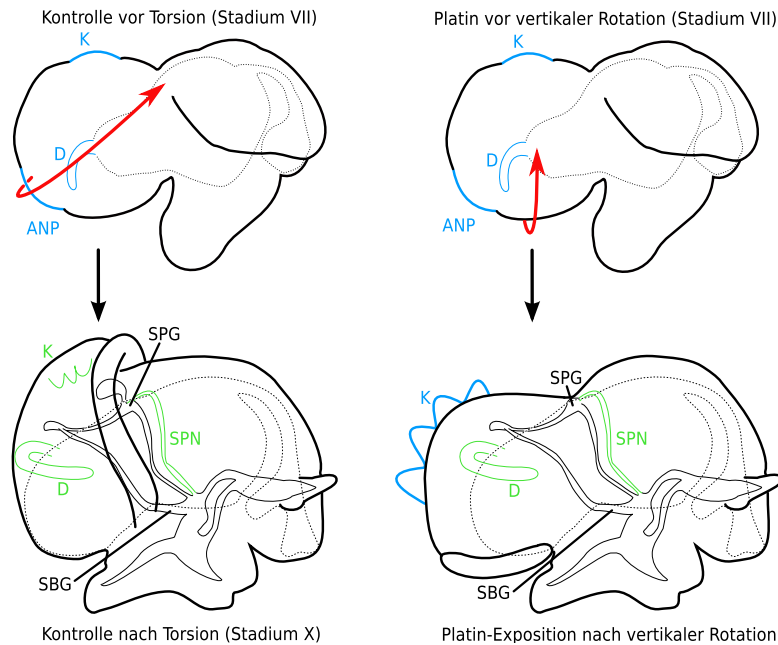 Kontrolle vor Torsion (Stadium VII)
K
D
ANP
Platin vor vertikaler Rotation (Stadium VII)
K
D
ANP
K
SPG
SPN
D
SBG
Kontrolle nach Torsion (Stadium X)
K
SPG
SPN
D
SBG
Platin-Exposition nach vertikaler Rotation